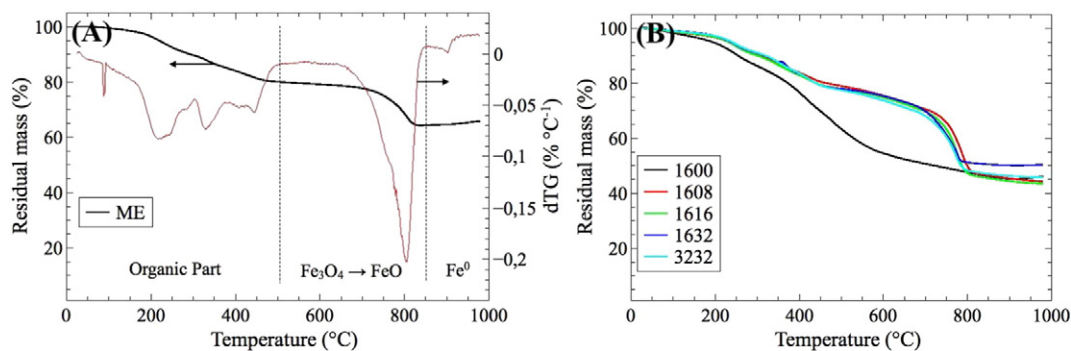 (A)
100
80
60
40
20
Residual mass (%)
0
-0,05
-0,1
-0,15
-0,2
dTG (% °C⁻¹)
ME
Organic Part
Fe₃O₄ → FeO
Fe⁰
0 200 400 600 800 1000
Temperature (°C)
(B)
100
80
60
40
20
Residual mass (%)
1600
1608
1616
1632
3232
0 200 400 600 800 1000
Temperature (°C)